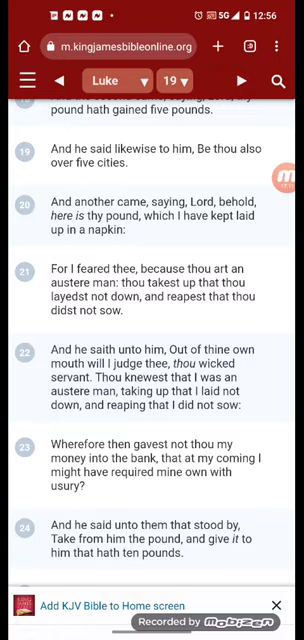 12:56
5G
m.kingjamesbibleonline.org
Luke
19
pound hath gained five pounds.
19
And he said likewise to him, Be thou also
over five cities.
20
And another came, saying, Lord, behold,
here is thy pound, which I have kept laid
up in a napkin:
21
For I feared thee, because thou art an
austere man: thou takest up that thou
layedst not down, and reapest that thou
didst not sow.
22
And he saith unto him, Out of thine own
mouth will I judge thee, thou wicked
servant. Thou knewest that I was an
austere man, taking up that I laid not
down, and reaping that I did not sow:
23
Wherefore then gavest not thou my
money into the bank, that at my coming I
might have required mine own with
usury?
24
And he said unto them that stood by,
Take from him the pound, and give it to
him that hath ten pounds.
Add KJV Bible to Home screen
Recorded by mobizen